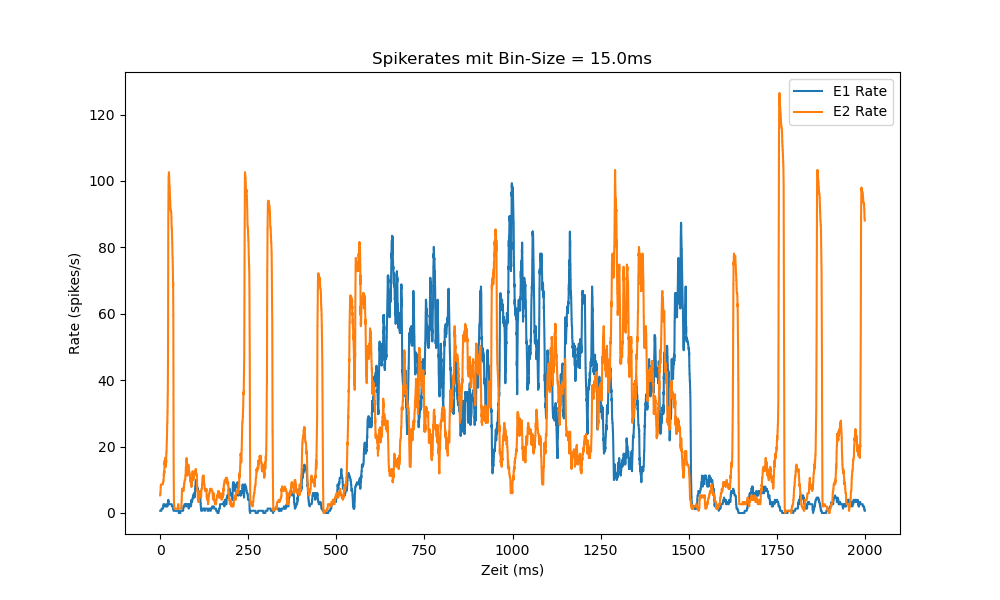 Spikerates mit Bin-Size = 15.0ms
E1 Rate
E2 Rate
Rate (spikes/s)
120
100
80
60
40
20
0
0 250 500 750 1000 1250 1500 1750 2000
Zeit (ms)